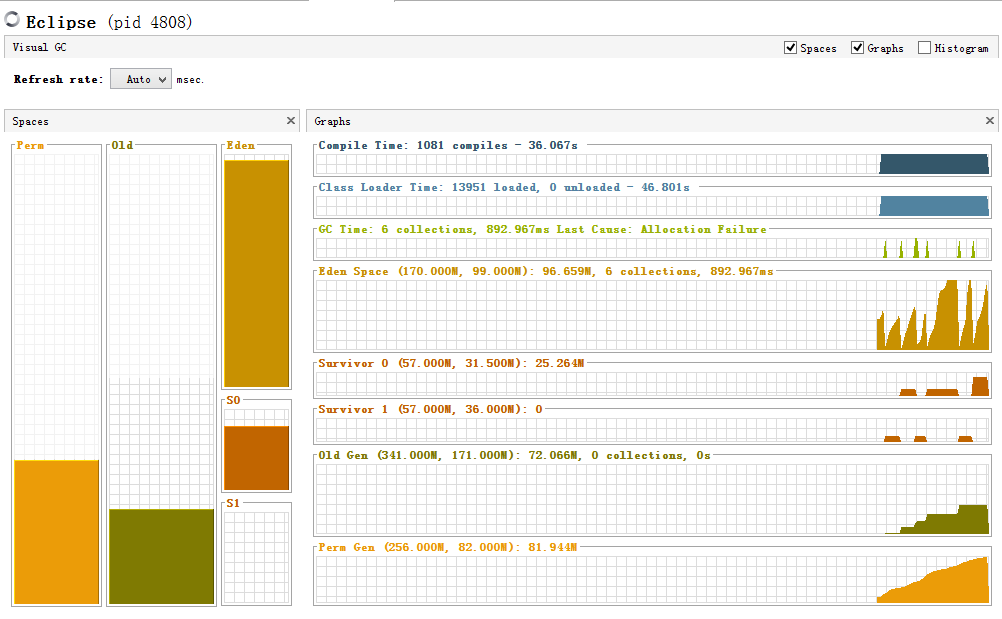 Eclipse (pid 4808)
Visual GC
Spaces Graphs Histogram
Refresh rate: Auto msec.
Spaces
Perm
Old
Eden
S0
S1
Graphs
Compile Time: 1081 compiles - 36.067s
Class Loader Time: 13951 loaded, 0 unloaded - 46.801s
GC Time: 6 collections, 892.967ms Last Cause: Allocation Failure
Eden Space (170.000M, 99.000M): 96.659M, 6 collections, 892.967ms
Survivor 0 (57.000M, 31.500M): 25.264M
Survivor 1 (57.000M, 36.000M): 0
Old Gen (341.000M, 171.000M): 72.066M, 0 collections, 0s
Perm Gen (256.000M, 82.000M): 81.944M